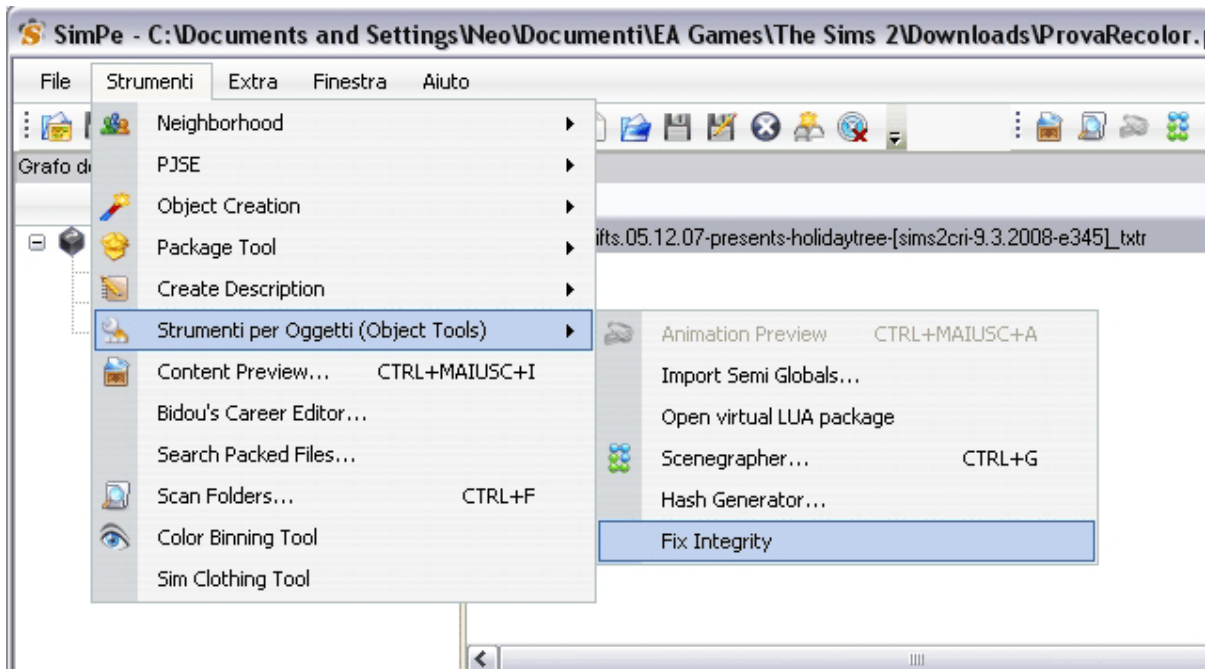 SimPe - C:\Documents and Settings\Neo\Documenti\EA Games\The Sims 2\Downloads\ProvaRecolor.
File Strumenti Extra Finestra Aiuto
Neighborhood
Grafo d
PJSE
Object Creation
Package Tool
ifts.05.12.07-presents-holidaytree-[sims2cri-9.3.2008-e345]_txtr
Create Description
Strumenti per Oggetti (Object Tools)
Animation Preview CTRL+MAIUSC+A
Content Preview... CTRL+MAIUSC+I
Import Semi Globals...
Bidou's Career Editor...
Open virtual LUA package
Search Packed Files...
Scenegrapher... CTRL+G
Scan Folders... CTRL+F
Hash Generator...
Color Binning Tool
Fix Integrity
Sim Clothing Tool